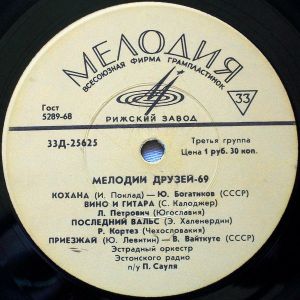 МЕЛОДИЯ
ВСЕСОЮЗНАЯ ФИРМА ГРАМПЛАСТИНОК
33
Гост
5289-68
РИЖСКИЙ ЗАВОД
33Д-25625
Третья группа
Цена 1 руб. 30 коп.
МЕЛОДИИ ДРУЗЕЙ-69
КОХАНА (И. Поклад) — Ю. Богатиков (СССР)
ВИНО И ГИТАРА (С. Калоджер)
Л. Петрович (Югославия)
ПОСЛЕДНИЙ ВАЛЬС (Э. Халенердин)
Р. Кортез (Чехословакия)
ПРИЕЗЖАЙ (Ю. Левитин) — В. Вайткуте (СССР)
Эстрадный оркестр
Эстонского радио
п/у П. Сауля